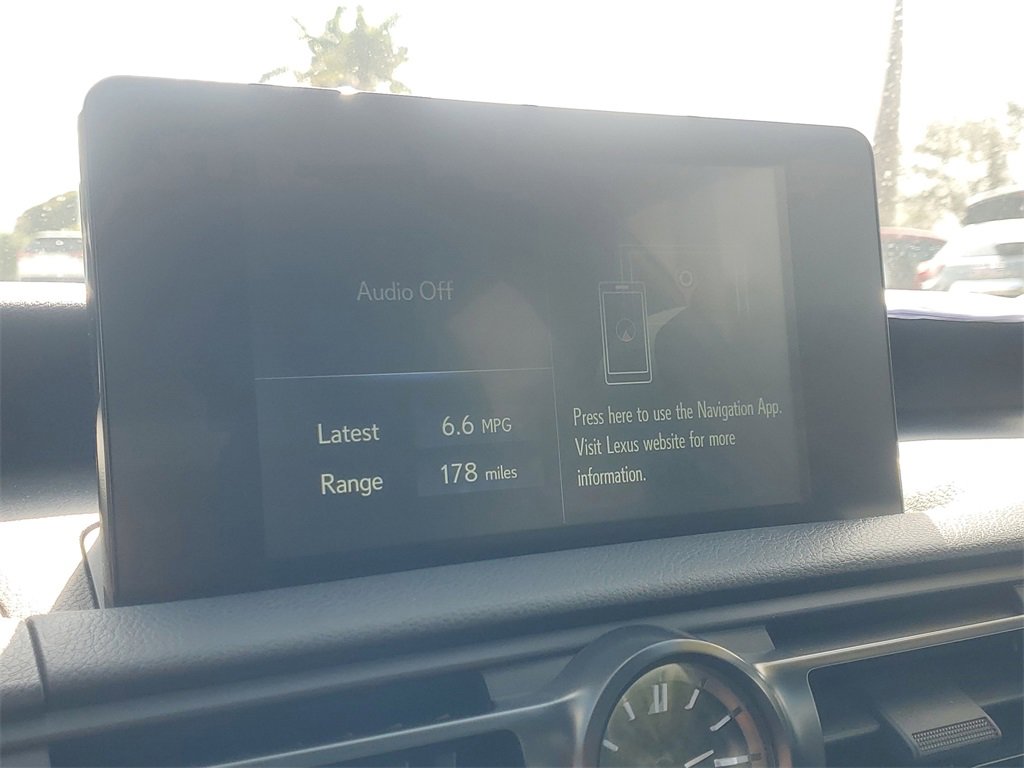 Audio Off
Latest 6.6 MPG
Range 178 miles
Press here to use the Navigation App.
Visit Lexus website for more
information.